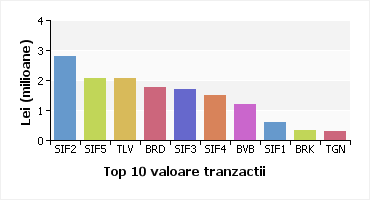 4
3
2
1
0
Lei (milioane)
SIF2 SIF5 TLV BRD SIF3 SIF4 BVB SIF1 BRK TGN
Top 10 valoare tranzactii